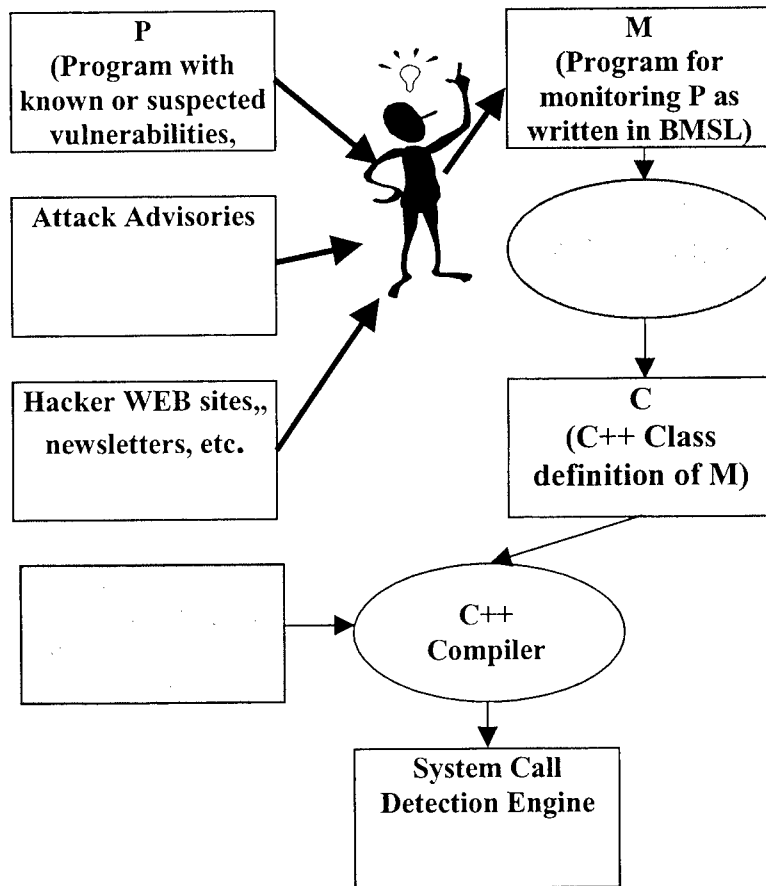 P
(Program with
known or suspected
vulnerabilities,
M
(Program for
monitoring P as
written in BMSL)
Attack Advisories
Hacker WEB sites,,
newsletters, etc.
C
(C++ Class
definition of M)
C++
Compiler
System Call
Detection Engine